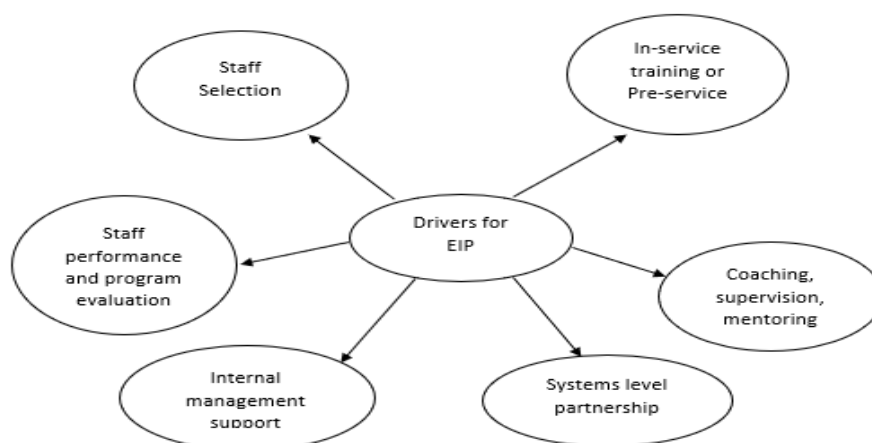 Staff
Selection
In-service
training or
Pre-service
Drivers for
EIP
Staff
performance
and program
evaluation
Coaching,
supervision,
mentoring
Internal
management
support
Systems level
partnership